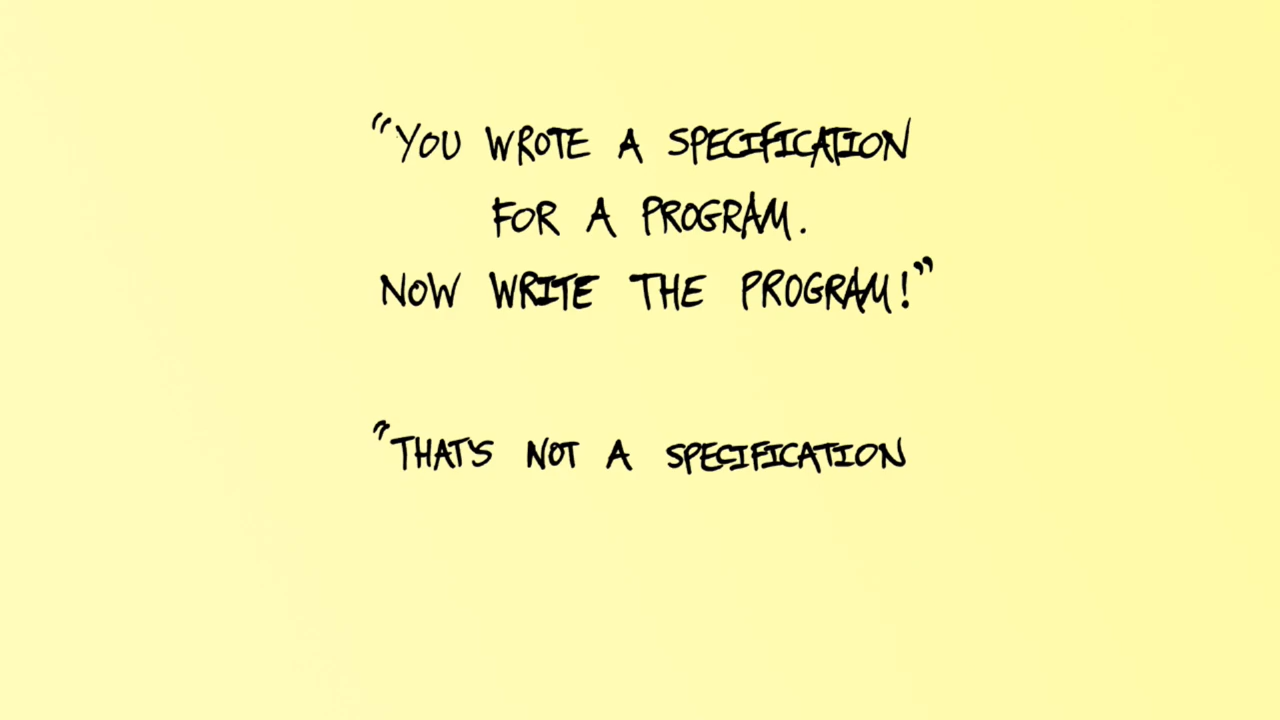 “YOU WROTE A SPECIFICATION
FOR A PROGRAM.
NOW WRITE THE PROGRAM!”
"THAT'S NOT A SPECIFICATION